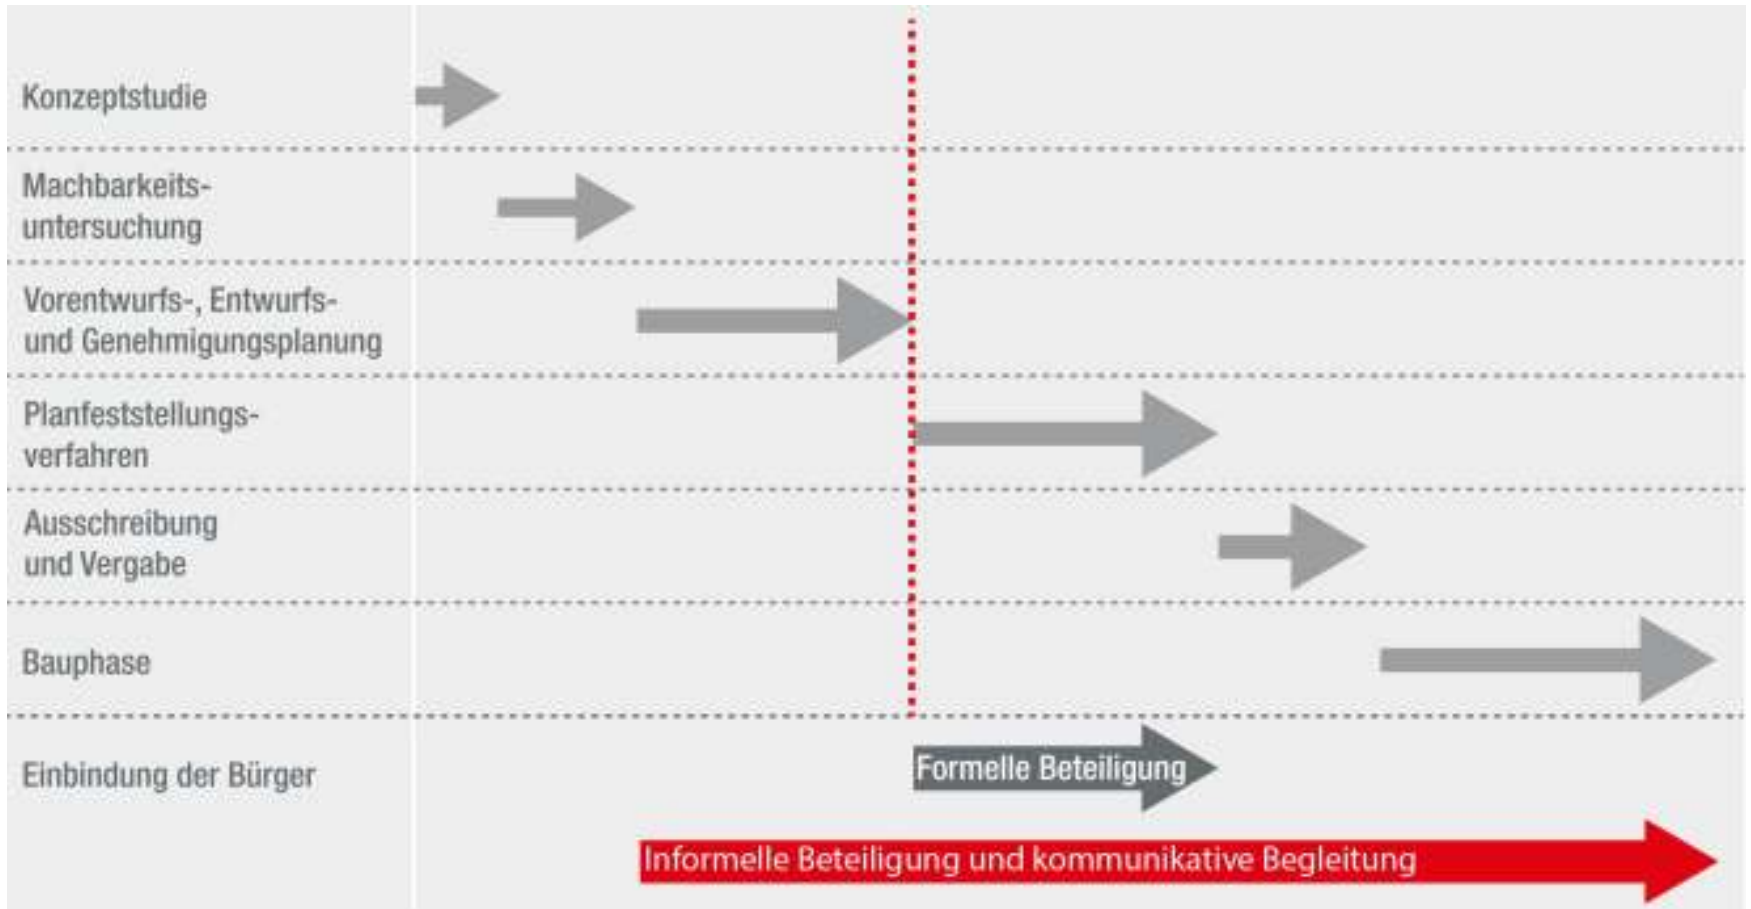 Konzeptstudie
Machbarkeits-
untersuchung
Vorentwurfs-, Entwurfs-
und Genehmigungsplanung
Planfeststellungs-
verfahren
Ausschreibung
und Vergabe
Bauphase
Einbindung der Bürger
Formelle Beteiligung
Informelle Beteiligung und kommunikative Begleitung